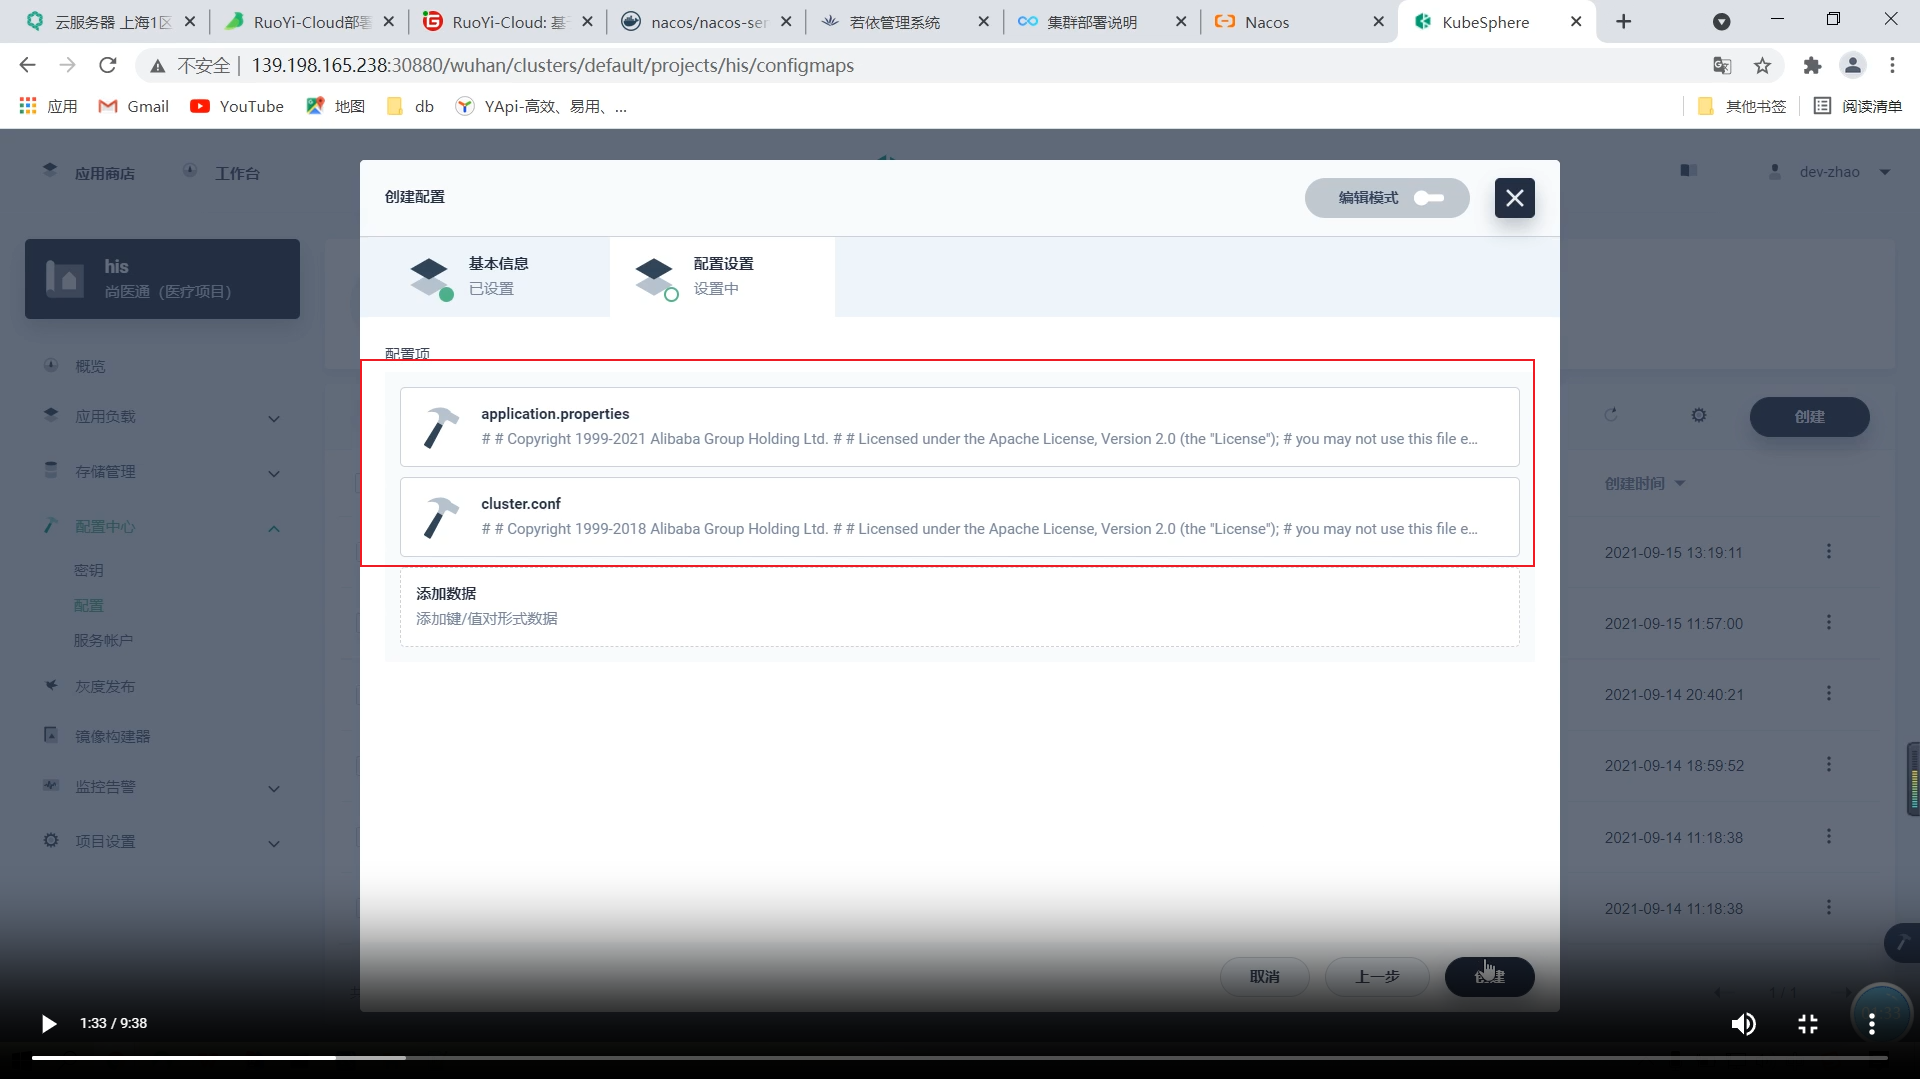 云服务器 上海1区
RuoYi-Cloud部署
RuoYi-Cloud: 基于
nacos/nacos-ser
若依管理系统
集群部署说明
Nacos
KubeSphere
不安全
139.198.165.238:30880/wuhan/clusters/default/projects/his/configmaps
应用
Gmail
YouTube
地图
db
YApi-高效、易用、...
其他书签
阅读清单
应用商店
工作台
dev-zhao
创建配置
编辑模式
his
尚医通（医疗项目)
基本信息
已设置
配置设置
设置中
配置项
概览
应用负载
存储管理
配置中心
密钥
配置
服务帐户
灰度发布
镜像构建器
监控告警
项目设置
application.properties
# # Copyright 1999-2021 Alibaba Group Holding Ltd. # # Licensed under the Apache License, Version 2.0 (the "License"); # you may not use this file e...
cluster.conf
# # Copyright 1999-2018 Alibaba Group Holding Ltd. # # Licensed under the Apache License, Version 2.0 (the "License"); # you may not use this file e...
添加数据
添加键/值对形式数据
创建
创建时间
2021-09-15 13:19:11
2021-09-15 11:57:00
2021-09-14 20:40:21
2021-09-14 18:59:52
2021-09-14 11:18:38
2021-09-14 11:18:38
取消
上一步
创建
1 / 1
1:33 / 9:38